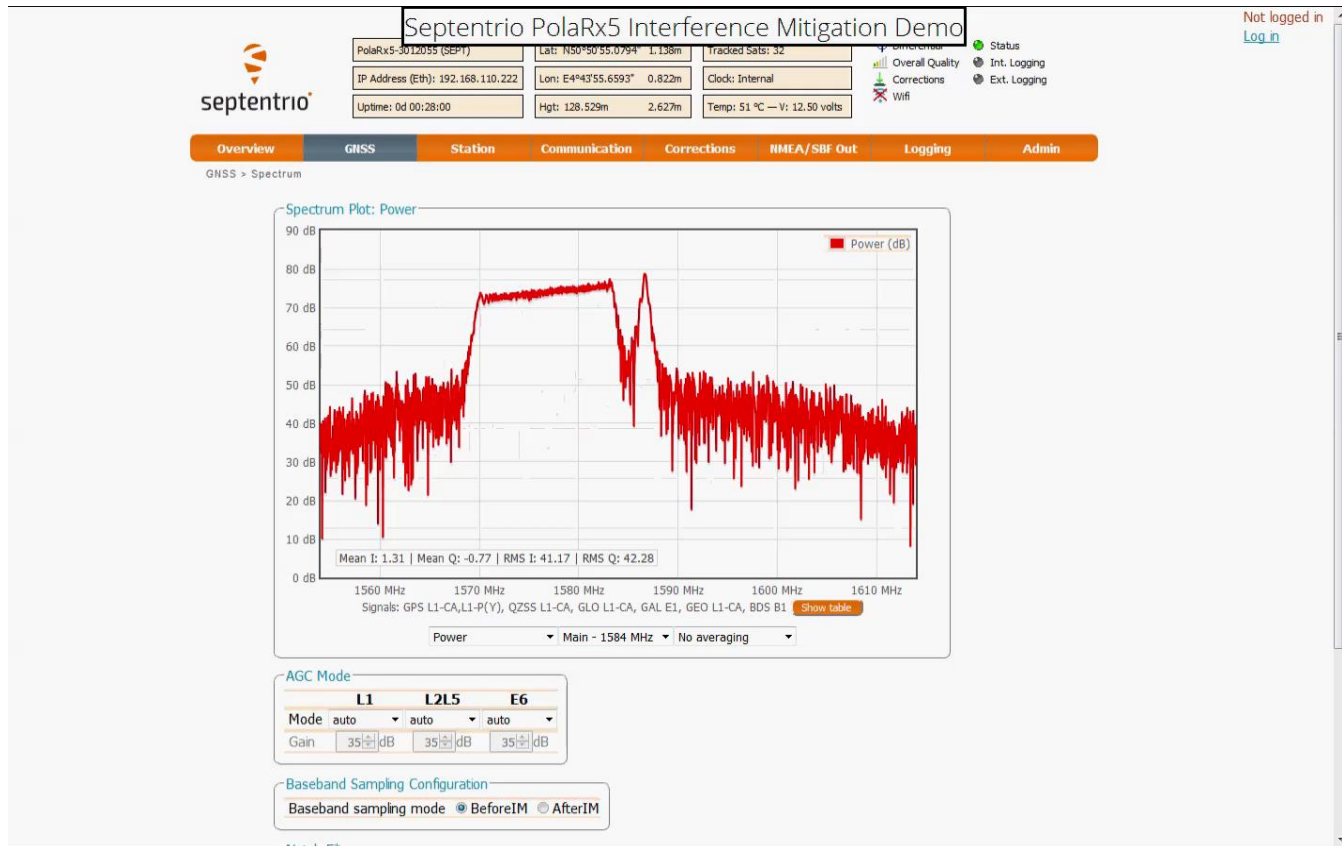 Septentrio PolaRx5 Interference Mitigation Demo
Not logged in
Log in
septentrio
PolaRx5-3012055 (SEPT)
IP Address (Eth): 192.168.110.222
Uptime: 0d 00:28:00
Lat: N50°50'55.0794" 1.138m
Lon: E4°43'55.6593" 0.822m
Hgt: 128.529m 2.627m
Tracked Sats: 32
Clock: Internal
Temp: 51 °C — V: 12.50 volts
Differential
Overall Quality
Corrections
Wifi
Status
Int. Logging
Ext. Logging
Overview GNSS Station Communication Corrections NMEA/SBF Out Logging Admin
GNSS > Spectrum
Spectrum Plot: Power
90 dB
80 dB
70 dB
60 dB
50 dB
40 dB
30 dB
20 dB
10 dB
0 dB
Power (dB)
Mean I: 1.31 | Mean Q: -0.77 | RMS I: 41.17 | RMS Q: 42.28
1560 MHz 1570 MHz 1580 MHz 1590 MHz 1600 MHz 1610 MHz
Signals: GPS L1-CA,L1-P(Y), QZSS L1-CA, GLO L1-CA, GAL E1, GEO L1-CA, BDS B1 Show table
Power Main - 1584 MHz No averaging
AGC Mode
L1 L2L5 E6
Mode auto auto auto
Gain 35 dB 35 dB 35 dB
Baseband Sampling Configuration
Baseband sampling mode BeforeIM AfterIM